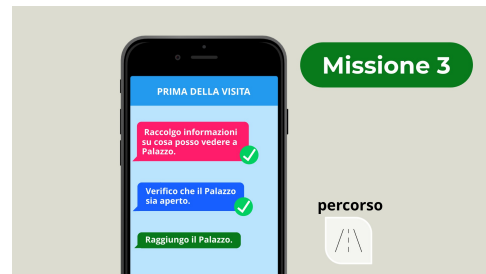 Missione 3
PRIMA DELLA VISITA
Raccolgo informazioni
su cosa posso vedere a
Palazzo.
Verifico che il Palazzo
sia aperto.
Raggiungo il Palazzo.
percorso